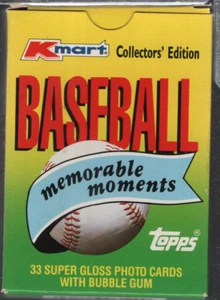 Kmart Collectors' Edition
BASEBALL
memorable moments
TOPPS
33 SUPER GLOSS PHOTO CARDS
WITH BUBBLE GUM